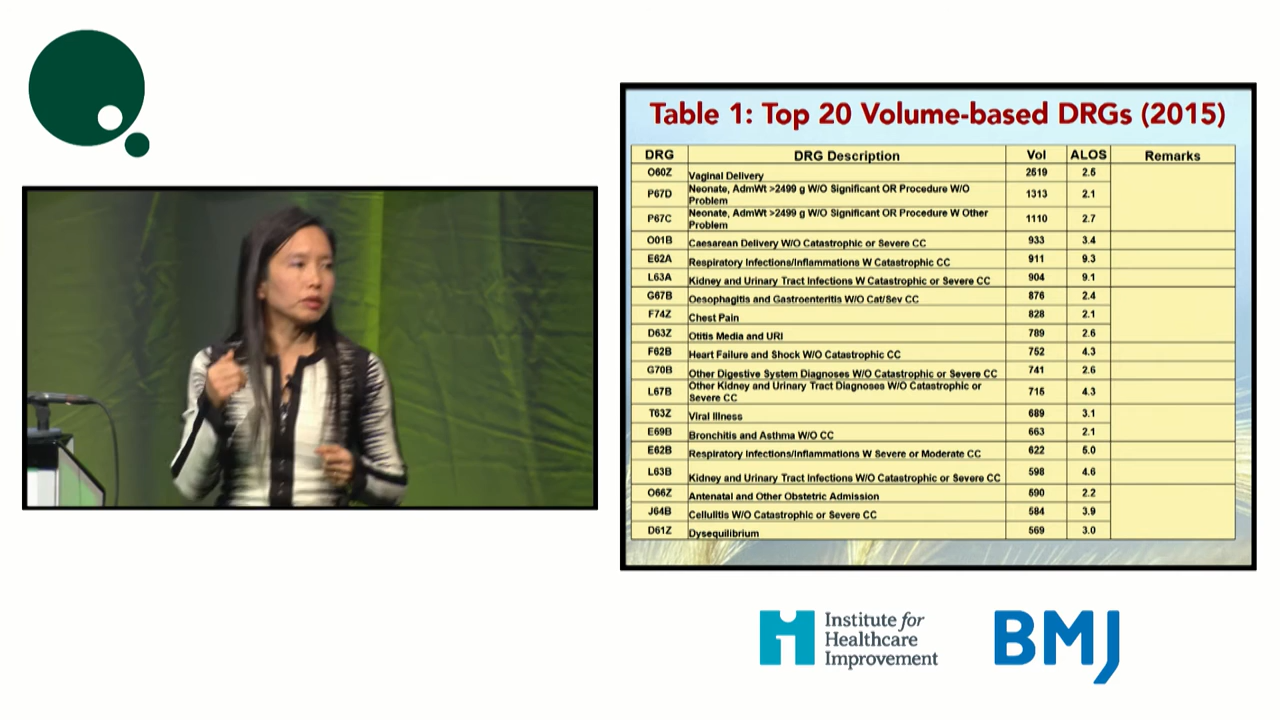 Table 1: Top 20 Volume-based DRGs (2015)
DRG DRG Description Vol ALOS Remarks
O60Z Vaginal Delivery 2519 2.5
P67D Neonate, AdmWt >2499 g W/O Significant OR Procedure W/O Problem 1313 2.1
P67C Neonate, AdmWt >2499 g W/O Significant OR Procedure W Other Problem 1110 2.7
O01B Caesarean Delivery W/O Catastrophic or Severe CC 933 3.4
E62A Respiratory Infections/Inflammations W Catastrophic CC 911 9.3
L63A Kidney and Urinary Tract Infections W Catastrophic or Severe CC 904 9.1
G67B Oesophagitis and Gastroenteritis W/O Cat/Sev CC 876 2.4
F74Z Chest Pain 828 2.1
D63Z Otitis Media and URI 789 2.6
F62B Heart Failure and Shock W/O Catastrophic CC 752 4.3
G70B Other Digestive System Diagnoses W/O Catastrophic or Severe CC 741 2.6
L67B Other Kidney and Urinary Tract Diagnoses W/O Catastrophic or Severe CC 715 4.3
T63Z Viral Illness 689 3.1
E69B Bronchitis and Asthma W/O CC 663 2.1
E62B Respiratory Infections/Inflammations W Severe or Moderate CC 622 5.0
L63B Kidney and Urinary Tract Infections W/O Catastrophic or Severe CC 598 4.6
O66Z Antenatal and Other Obstetric Admission 590 2.2
J64B Cellulitis W/O Catastrophic or Severe CC 584 3.9
D61Z Dysequilibrium 569 3.0
Institute for
Healthcare
Improvement
BMJ